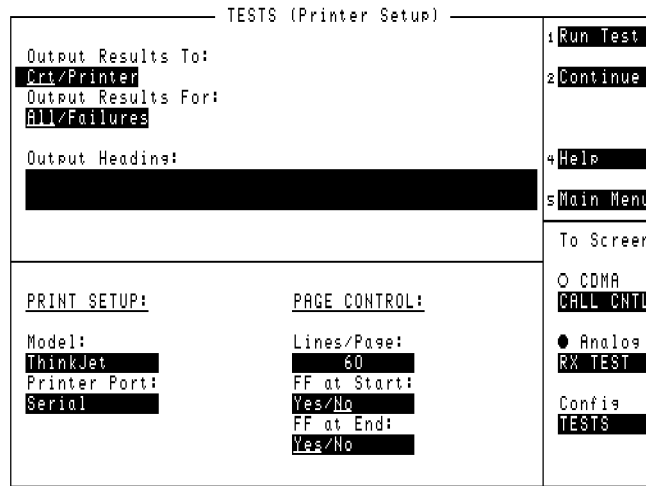 TESTS (Printer Setup)
Output Results To:
Crt/Printer
Output Results For:
All/Failures
Output Heading:
PRINT SETUP:
Model:
ThinkJet
Printer Port:
Serial
PAGE CONTROL:
Lines/Page:
60
FF at Start:
Yes/No
FF at End:
Yes/No
1 Run Test
2 Continue
4 Help
5 Main Menu
To Screen
CDMA
CALL CNTL
Analog
RX TEST
Config
TESTS